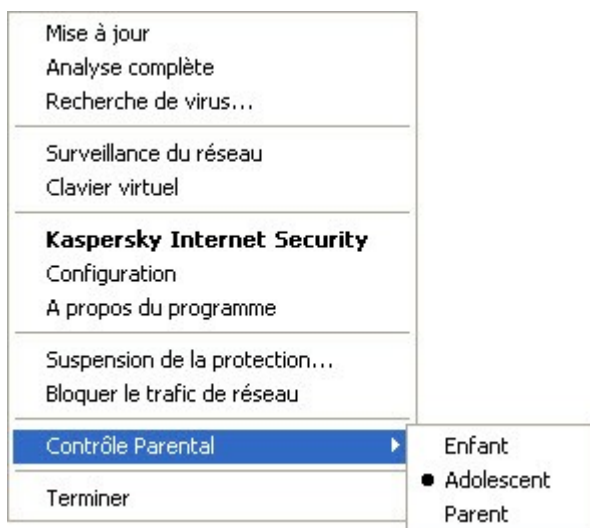 Mise à jour
Analyse complète
Recherche de virus...
Surveillance du réseau
Clavier virtuel
Kaspersky Internet Security
Configuration
A propos du programme
Suspension de la protection...
Bloquer le trafic de réseau
Contrôle Parental
Enfant
Adolescent
Parent
Terminer